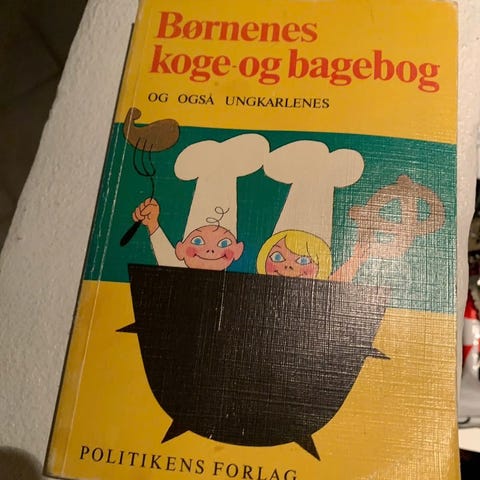 Børnenes
koge-og bagebog
OG OGSÅ UNGKARLENES
POLITIKENS FORLAG